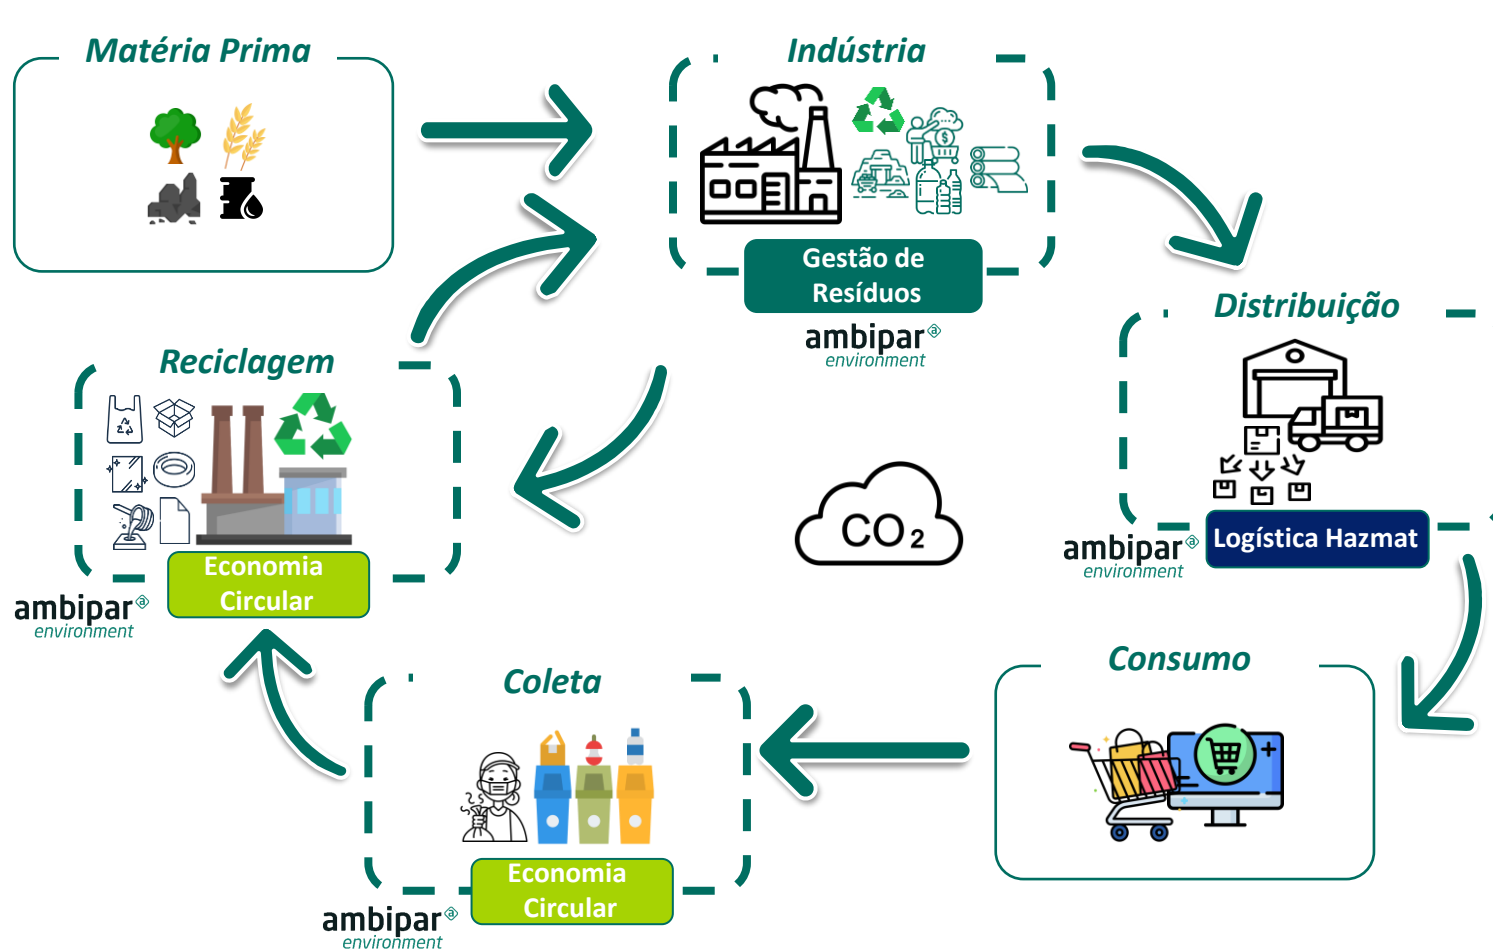 Matéria Prima
Indústria
Gestão de
Resíduos
ambipar
environment
Distribuição
Logística Hazmat
ambipar
environment
Reciclagem
Economia
Circular
ambipar
environment
CO2
Consumo
Coleta
Economia
Circular
ambipar
environment